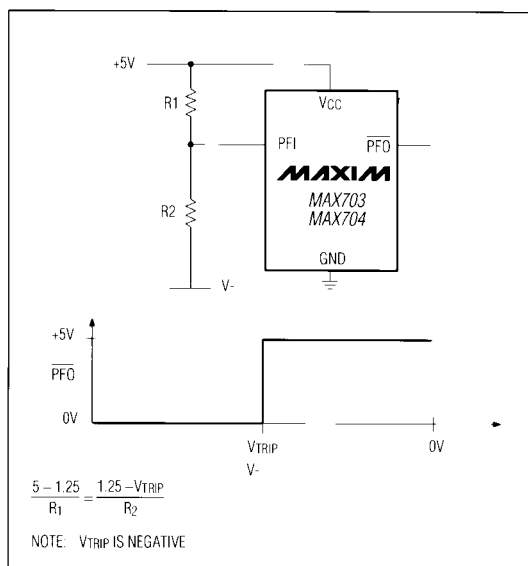 +5V
R1
VCC
PFI
PFO
MAXIM
R2
MAX703
MAX704
GND
V-
+5V
PFO
0V
VTRIP
0V
V-
5 – 1.25 / R1 = 1.25 – VTRIP / R2
NOTE: VTRIP IS NEGATIVE